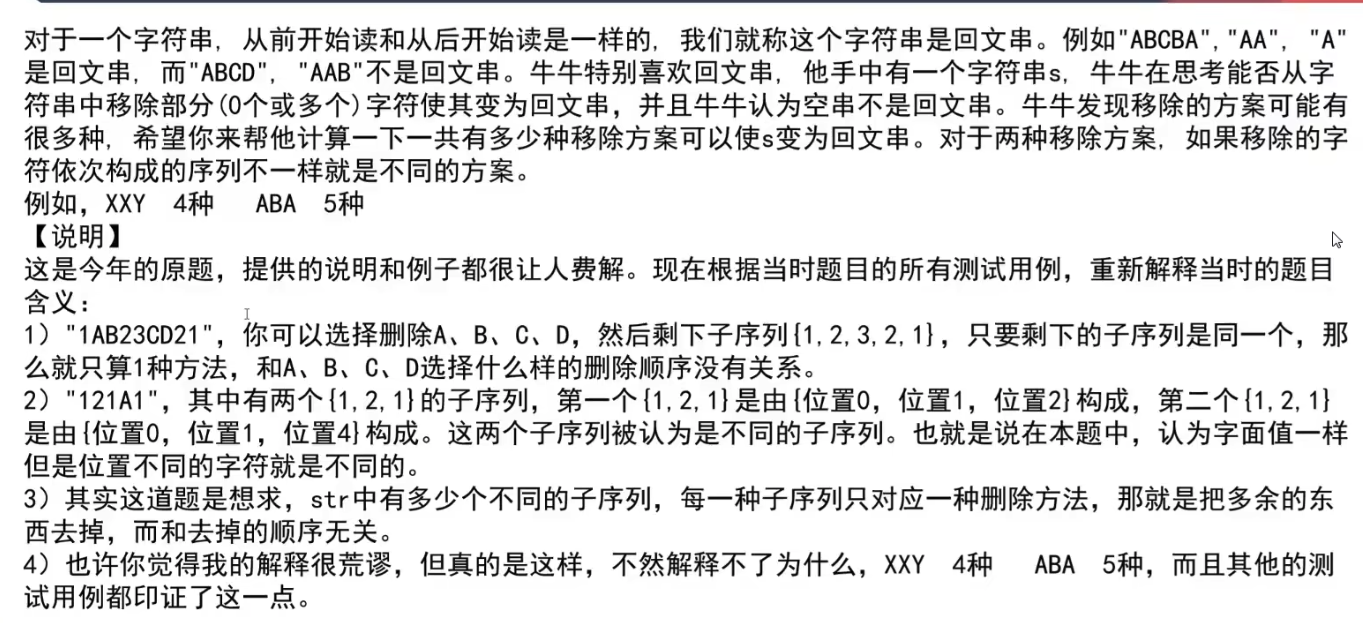 对于一个字符串，从前开始读和从后开始读是一样的，我们就称这个字符串是回文串。例如"ABCBA","AA", "A"
是回文串，而"ABCD", "AAB"不是回文串。牛牛特别喜欢回文串，他手中有一个字符串s，牛牛在思考能否从字
符串中移除部分(0个或多个)字符使其变为回文串，并且牛牛认为空串不是回文串。牛牛发现移除的方案可能有
很多种，希望你来帮他计算一下一共有多少种移除方案可以使s变为回文串。对于两种移除方案，如果移除的字
符依次构成的序列不一样就是不同的方案。
例如，XXY 4种 ABA 5种
【说明】
这是今年的原题，提供的说明和例子都很让人费解。现在根据当时题目的所有测试用例，重新解释当时的题目
含义：
1）"1AB23CD21"，你可以选择删除A、B、C、D，然后剩下子序列{1,2,3,2,1}，只要剩下的子序列是同一个，那
么就只算1种方法，和A、B、C、D选择什么样的删除顺序没有关系。
2）"121A1"，其中有两个{1,2,1}的子序列，第一个{1,2,1}是由{位置0，位置1，位置2}构成，第二个{1,2,1}
是由{位置0，位置1，位置4}构成。这两个子序列被认为是不同的子序列。也就是说在本题中，认为字面值一样
但是位置不同的字符就是不同的。
3）其实这道题是想求，str中有多少个不同的子序列，每一种子序列只对应一种删除方法，那就是把多余的东
西去掉，而和去掉的顺序无关。
4）也许你觉得我的解释很荒谬，但真的是这样，不然解释不了为什么，XXY 4种 ABA 5种，而且其他的测
试用例都印证了这一点。